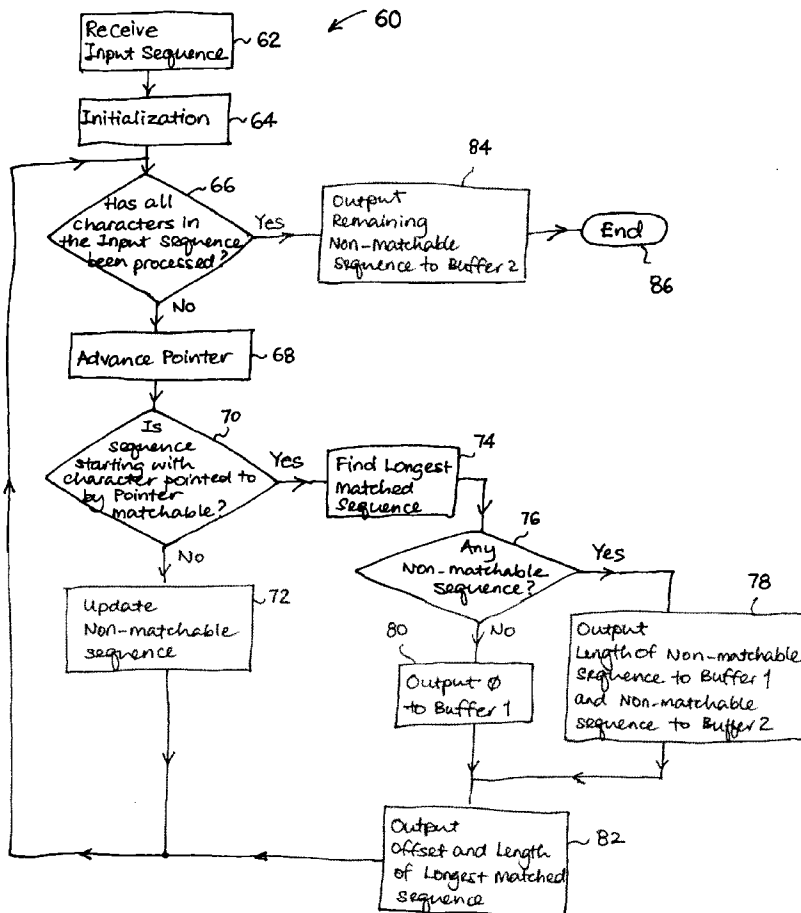 60
Receive
Input Sequence
62
Initialization
64
66
Has all
characters in
the Input Sequence
been processed?
Yes
84
Output
Remaining
Non-matchable
Sequence to Buffer 2
End
86
No
Advance Pointer
68
70
Is
sequence
starting with
character pointed to
by Pointer
matchable?
Yes
74
Find Longest
Matched
Sequence
76
Any
Non-matchable
sequence?
Yes
No
72
Update
Non-matchable
sequence
No
80
Output Ø
to Buffer 1
78
Output
Length of Non-matchable
Sequence to Buffer 1
and Non-matchable
sequence to Buffer 2
Output
Offset and Length
of Longest matched
sequence
82